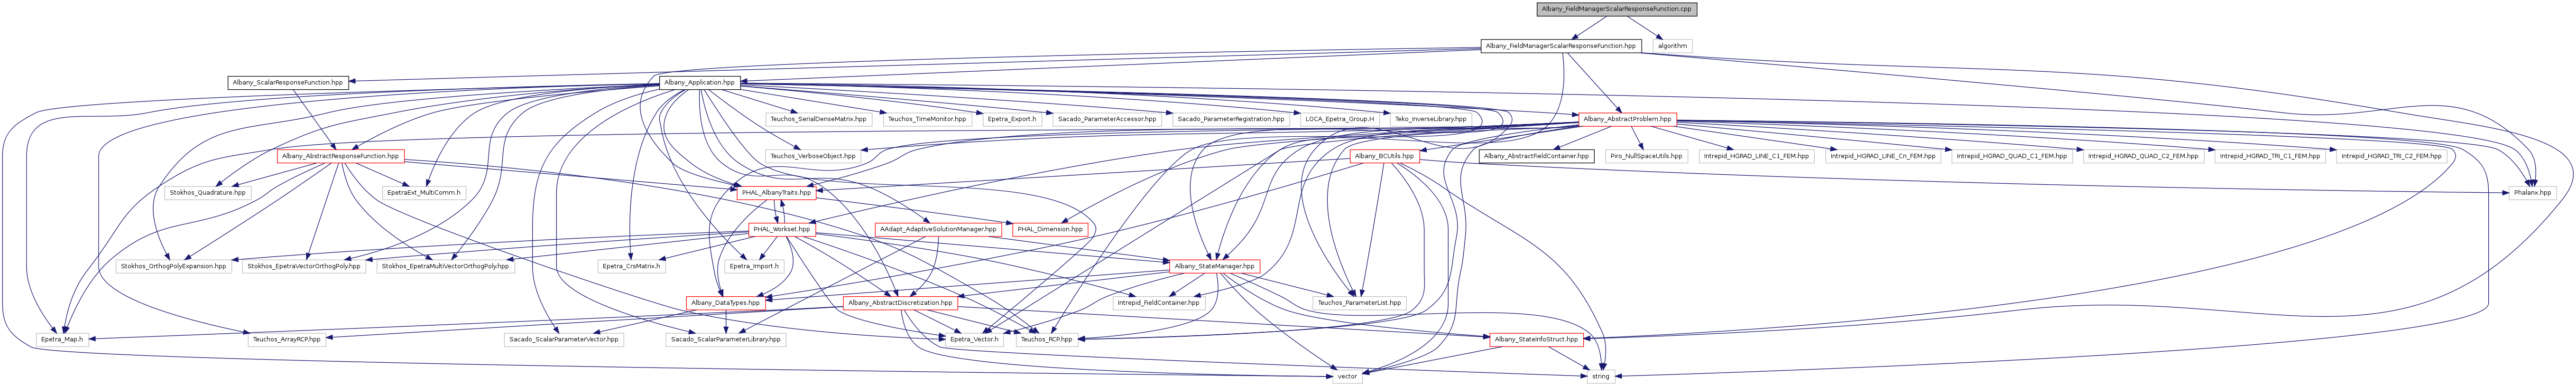 Albany_FieldManagerScalarResponseFunction.cpp
Albany_FieldManagerScalarResponseFunction.hpp
algorithm
Albany_ScalarResponseFunction.hpp
Albany_Application.hpp
Teuchos_SerialDenseMatrix.hpp
Teuchos_TimeMonitor.hpp
Epetra_Export.h
Sacado_ParameterAccessor.hpp
Sacado_ParameterRegistration.hpp
LOCA_Epetra_Group.H
Teko_InverseLibrary.hpp
Albany_AbstractProblem.hpp
Albany_AbstractResponseFunction.hpp
Teuchos_VerboseObject.hpp
Albany_BCUtils.hpp
Albany_AbstractFieldContainer.hpp
Piro_NullSpaceUtils.hpp
Intrepid_HGRAD_LINE_C1_FEM.hpp
Intrepid_HGRAD_LINE_Cn_FEM.hpp
Intrepid_HGRAD_QUAD_C1_FEM.hpp
Intrepid_HGRAD_QUAD_C2_FEM.hpp
Intrepid_HGRAD_TRI_C1_FEM.hpp
Intrepid_HGRAD_TRI_C2_FEM.hpp
Stokhos_Quadrature.hpp
EpetraExt_MultiComm.h
PHAL_AlbanyTraits.hpp
Phalanx.hpp
PHAL_Workset.hpp
AAdapt_AdaptiveSolutionManager.hpp
PHAL_Dimension.hpp
Stokhos_OrthogPolyExpansion.hpp
Stokhos_EpetraVectorOrthogPoly.hpp
Stokhos_EpetraMultiVectorOrthogPoly.hpp
Epetra_CrsMatrix.h
Epetra_Import.h
Albany_StateManager.hpp
Albany_DataTypes.hpp
Albany_AbstractDiscretization.hpp
Intrepid_FieldContainer.hpp
Teuchos_ParameterList.hpp
Epetra_Map.h
Teuchos_ArrayRCP.hpp
Sacado_ScalarParameterVector.hpp
Sacado_ScalarParameterLibrary.hpp
Epetra_Vector.h
Teuchos_RCP.hpp
Albany_StateInfoStruct.hpp
vector
string